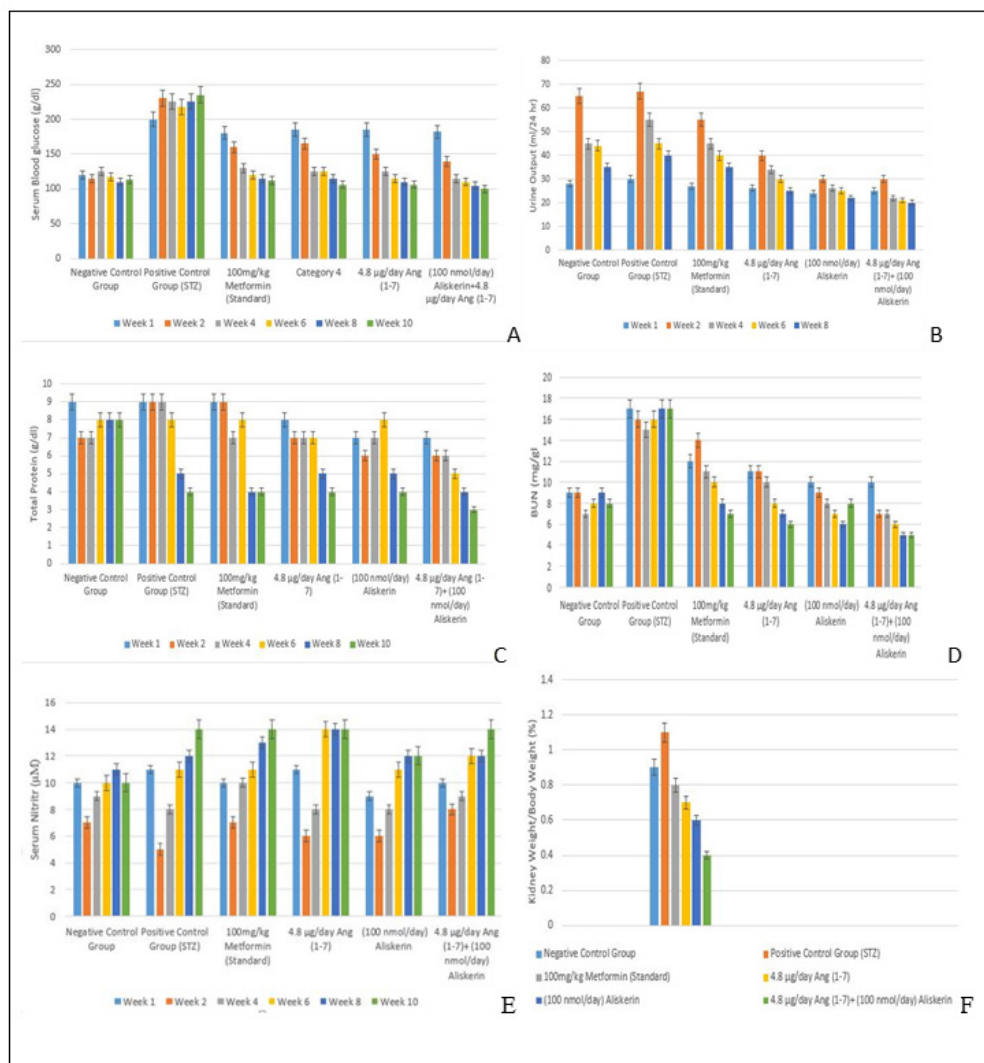 300
250
200
150
100
50
0
Serum Blood glucose (g/dl)
Negative Control Group
Positive Control Group (STZ)
100mg/kg Metformin (Standard)
Category 4
4.8 µg/day Ang (1-7)
(100 nmol/day) Aliskerin+4.8 µg/day Ang (1-7)
Week 1 Week 2 Week 4 Week 6 Week 8 Week 10
A
80
70
60
50
40
30
20
10
0
Urine Output (ml/24 hr)
Negative Control Group
Positive Control Group (STZ)
100mg/kg Metformin (Standard)
4.8 µg/day Ang (1-7)
(100 nmol/day) Aliskerin
4.8 µg/day Ang (1-7)+ (100 nmol/day) Aliskerin
Week 1 Week 2 Week 4 Week 6 Week 8
B
10
9
8
7
6
5
4
3
2
1
0
Total Protein (g/dl)
Negative Control Group
Positive Control Group (STZ)
100mg/kg Metformin (Standard)
4.8 µg/day Ang (1-7)
(100 nmol/day) Aliskerin
4.8 µg/day Ang (1-7)+ (100 nmol/day) Aliskerin
Week 1 Week 2 Week 4 Week 6 Week 8 Week 10
C
20
18
16
14
12
10
8
6
4
2
0
BUN (mg/gl)
Negative Control Group
Positive Control Group (STZ)
100mg/kg Metformin (Standard)
4.8 µg/day Ang (1-7)
(100 nmol/day) Aliskerin
4.8 µg/day Ang (1-7)+ (100 nmol/day) Aliskerin
Week 1 Week 2 Week 4 Week 6 Week 8 Week 10
D
16
14
12
10
8
6
4
2
0
Serum Nitritr (µM)
Negative Control Group
Positive Control Group (STZ)
100mg/kg Metformin (Standard)
4.8 µg/day Ang (1-7)
(100 nmol/day) Aliskerin
4.8 µg/day Ang (1-7)+ (100 nmol/day) Aliskerin
Week 1 Week 2 Week 4 Week 6 Week 8 Week 10
E
1.4
1.2
1
0.8
0.6
0.4
0.2
0
Kidney Weight/Body Weight (%)
Negative Control Group
Positive Control Group (STZ)
100mg/kg Metformin (Standard)
4.8 µg/day Ang (1-7)
(100 nmol/day) Aliskerin
4.8 µg/day Ang (1-7)+ (100 nmol/day) Aliskerin
F